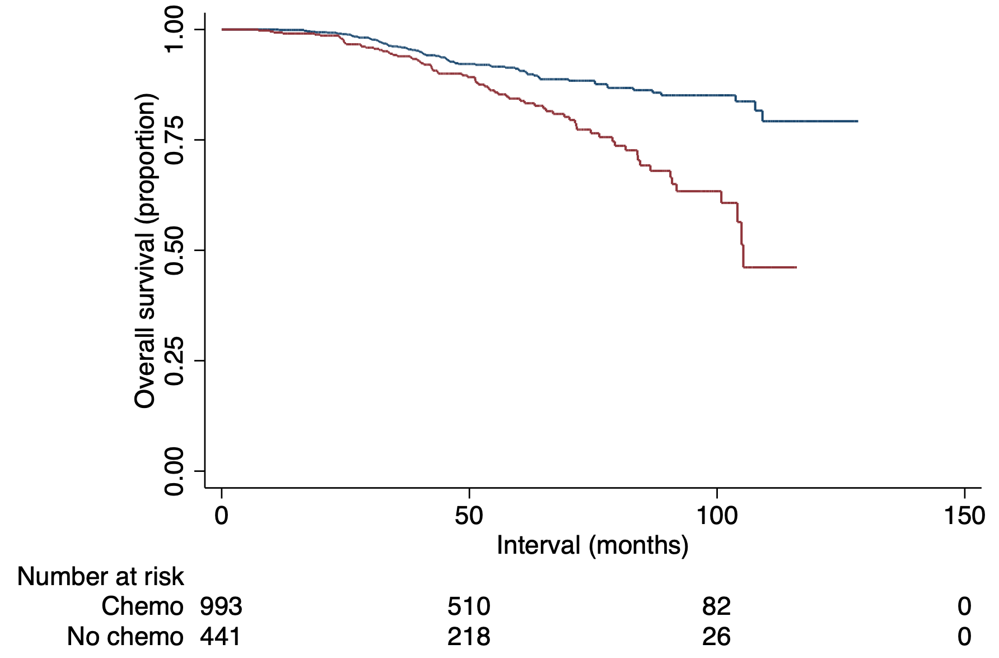 Overall survival (proportion)
1.00
0.75
0.50
0.25
0.00
0 50 100 150
Interval (months)
Number at risk
Chemo 993 510 82 0
No chemo 441 218 26 0